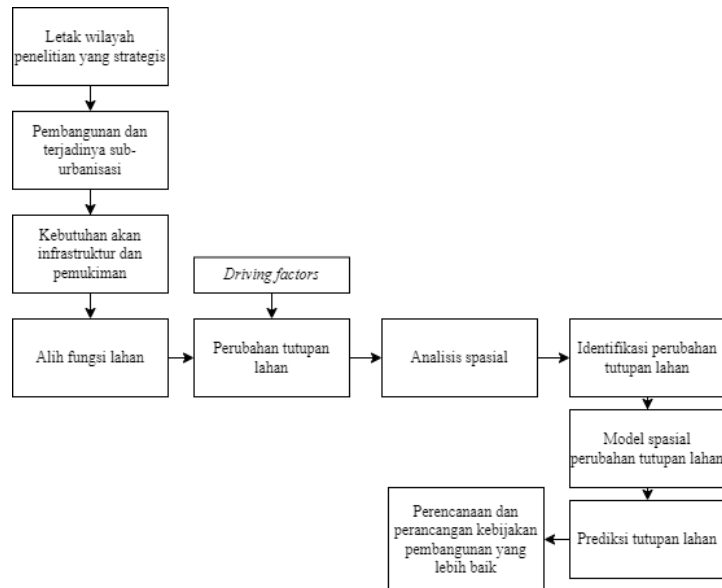 Letak wilayah
penelitian yang strategis
Pembangunan dan
terjadinya sub-
urbanisasi
Kebutuhan akan
infrastruktur dan
pemukiman
Driving factors
Alih fungsi lahan
Perubahan tutupan
lahan
Analisis spasial
Identifikasi perubahan
tutupan lahan
Model spasial
perubahan tutupan lahan
Prediksi tutupan lahan
Perencanaan dan
perancangan kebijakan
pembangunan yang
lebih baik